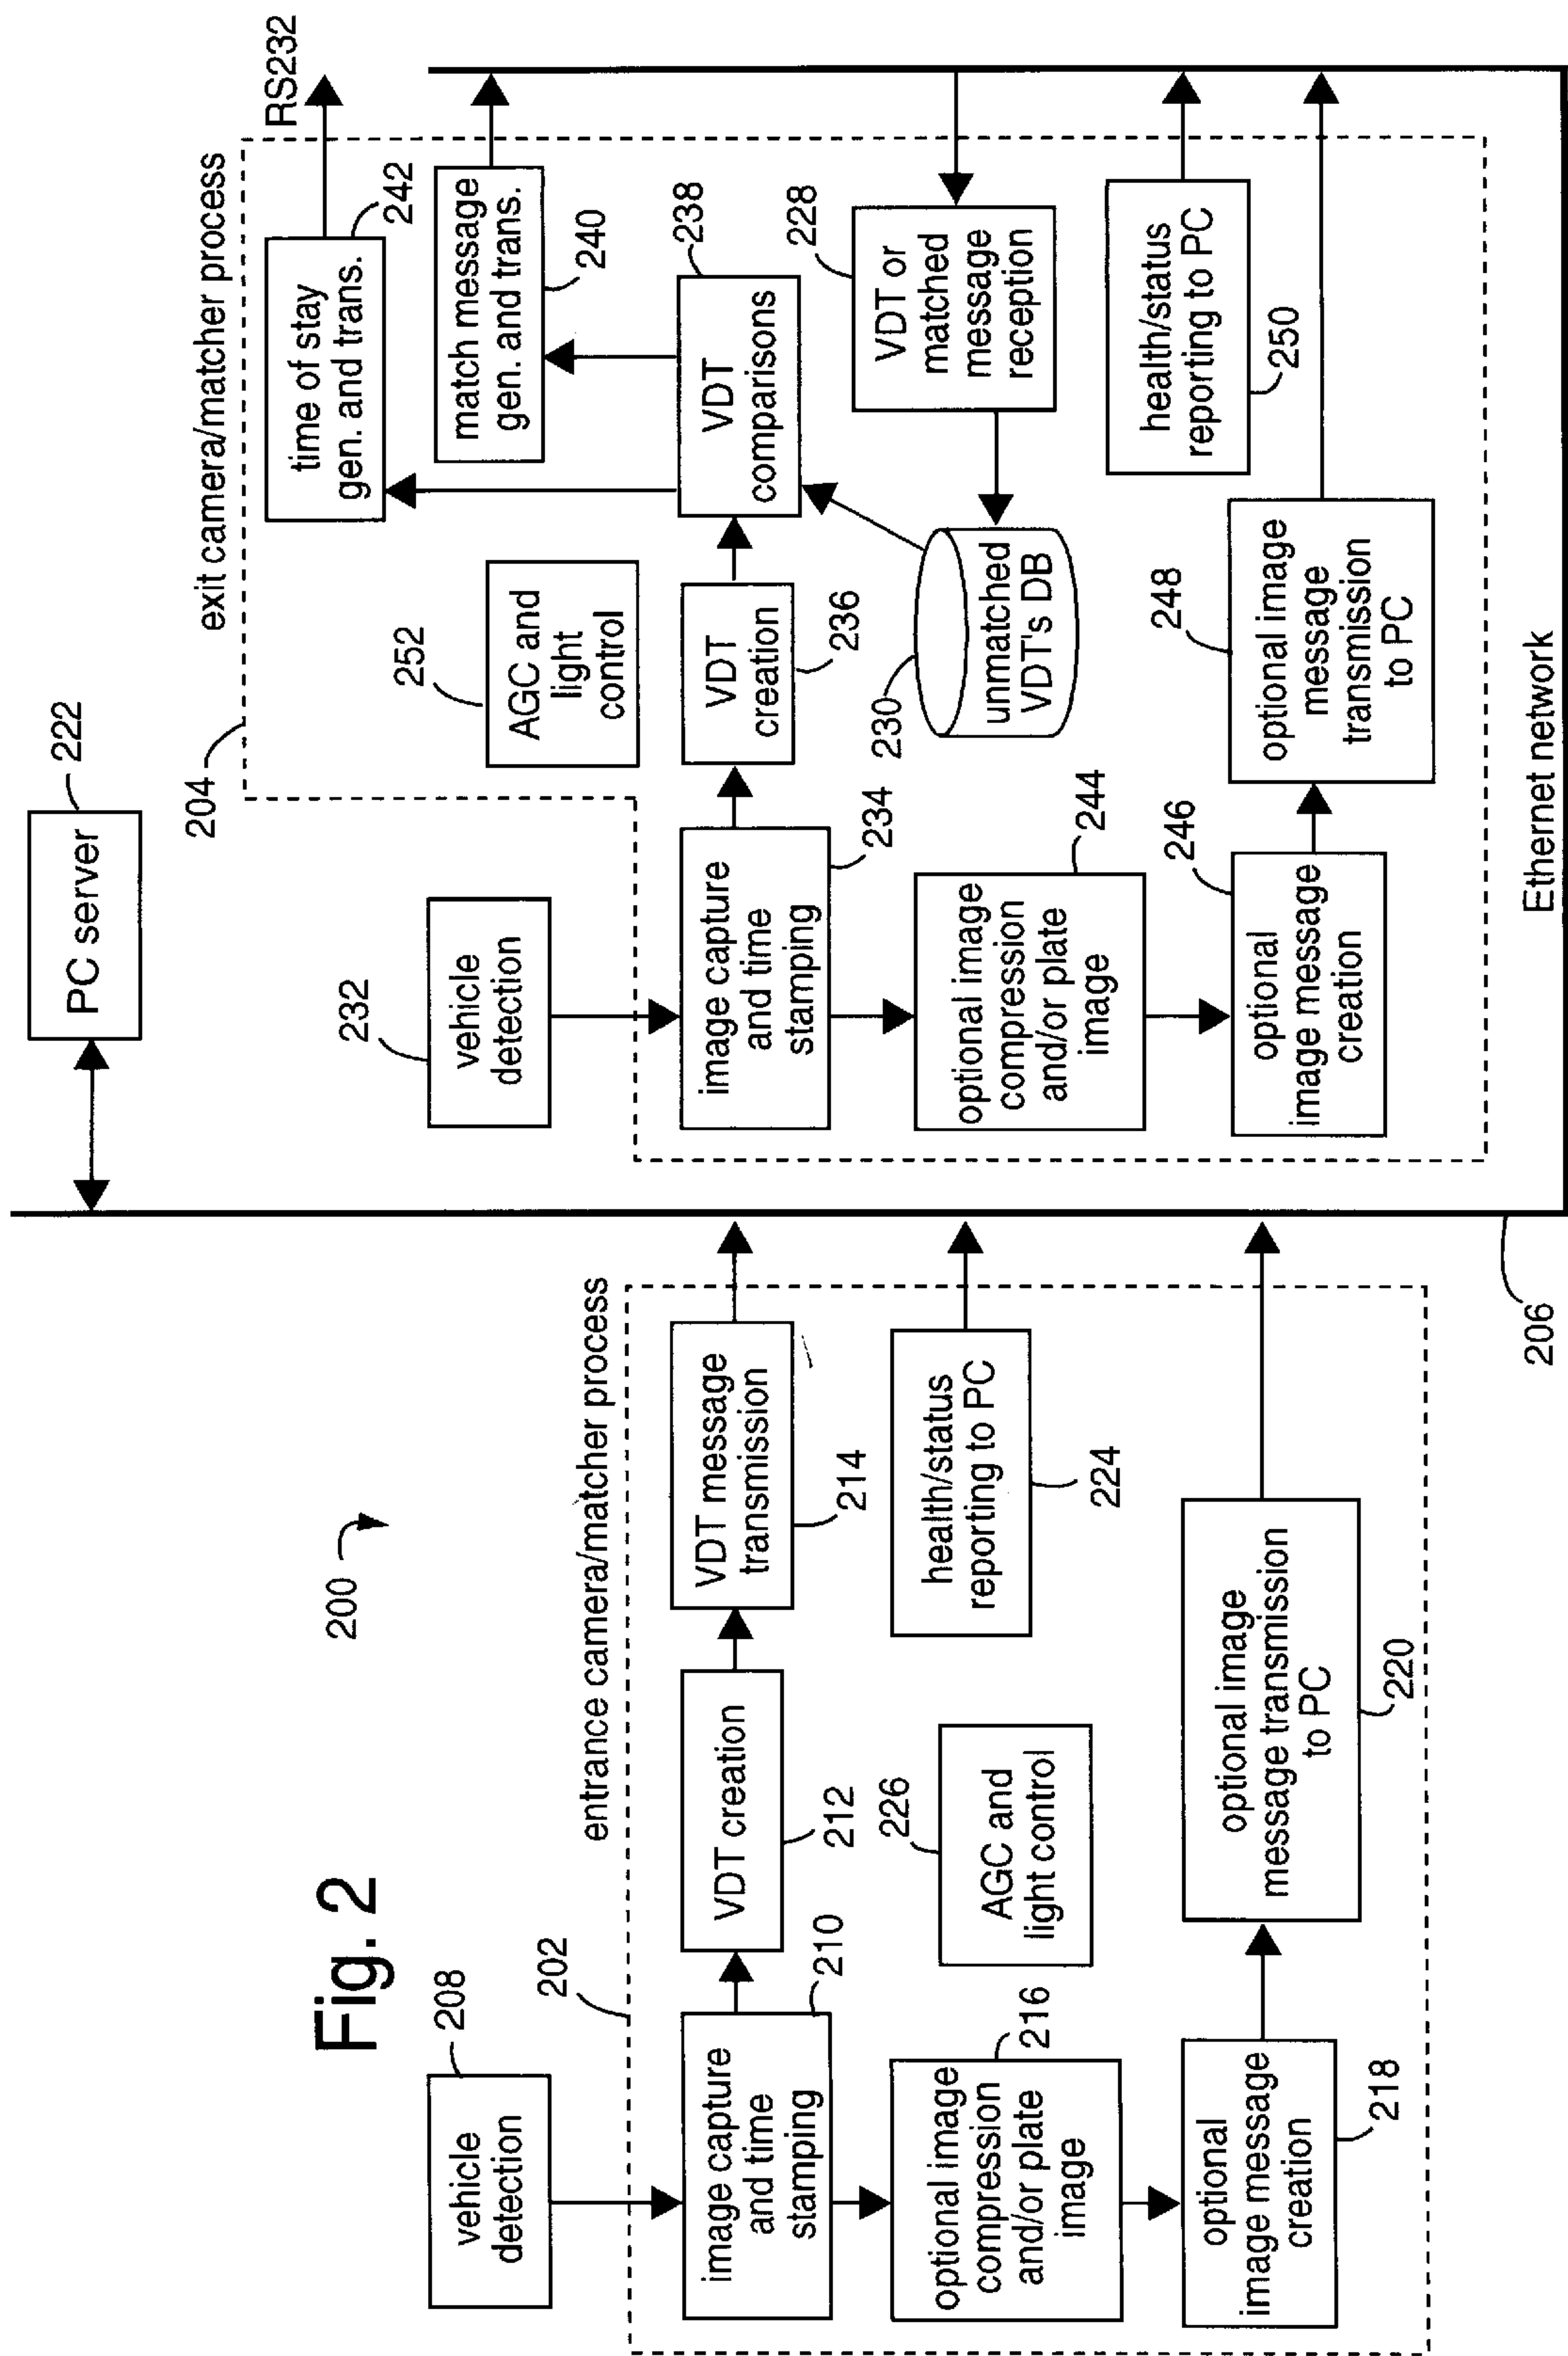 Fig. 2
200
208
vehicle
detection
202
entrance camera/matcher process
image capture
and time
stamping
210
VDT creation
212
VDT message
transmission
214
optional image
compression
and/or plate
image
216
226
AGC and
light control
health/status
reporting to PC
224
optional
image message
creation
218
optional image
message transmission
to PC
220
206
PC server
222
204
exit camera/matcher process
RS232
232
vehicle
detection
252
AGC and
light
control
time of stay
gen. and trans.
242
match message
gen. and trans.
240
image capture
and time
stamping
234
VDT
creation
236
VDT
comparisons
238
optional image
compression
and/or plate
image
244
230
unmatched
VDT's DB
228
VDT or
matched
message
reception
246
optional
image message
creation
248
optional image
message
transmission
to PC
health/status
reporting to PC
250
Ethernet network